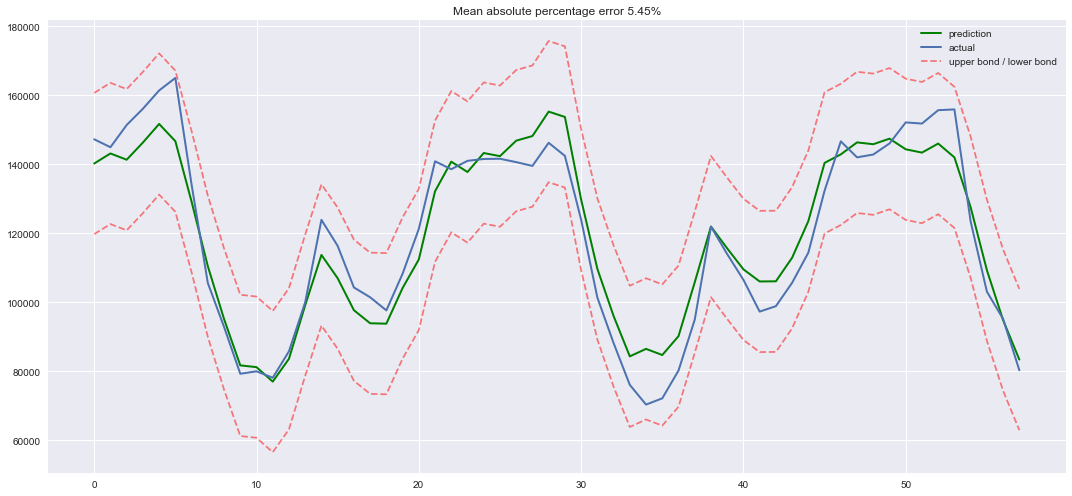 Mean absolute percentage error 5.45%
180000
160000
140000
120000
100000
80000
60000
prediction
actual
upper bond / lower bond
0 10 20 30 40 50